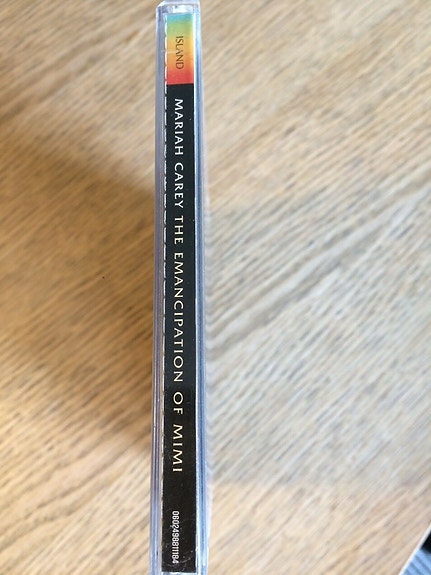 ISLAND
MARIAH CAREY THE EMANCIPATION OF MIMI
0602498811184